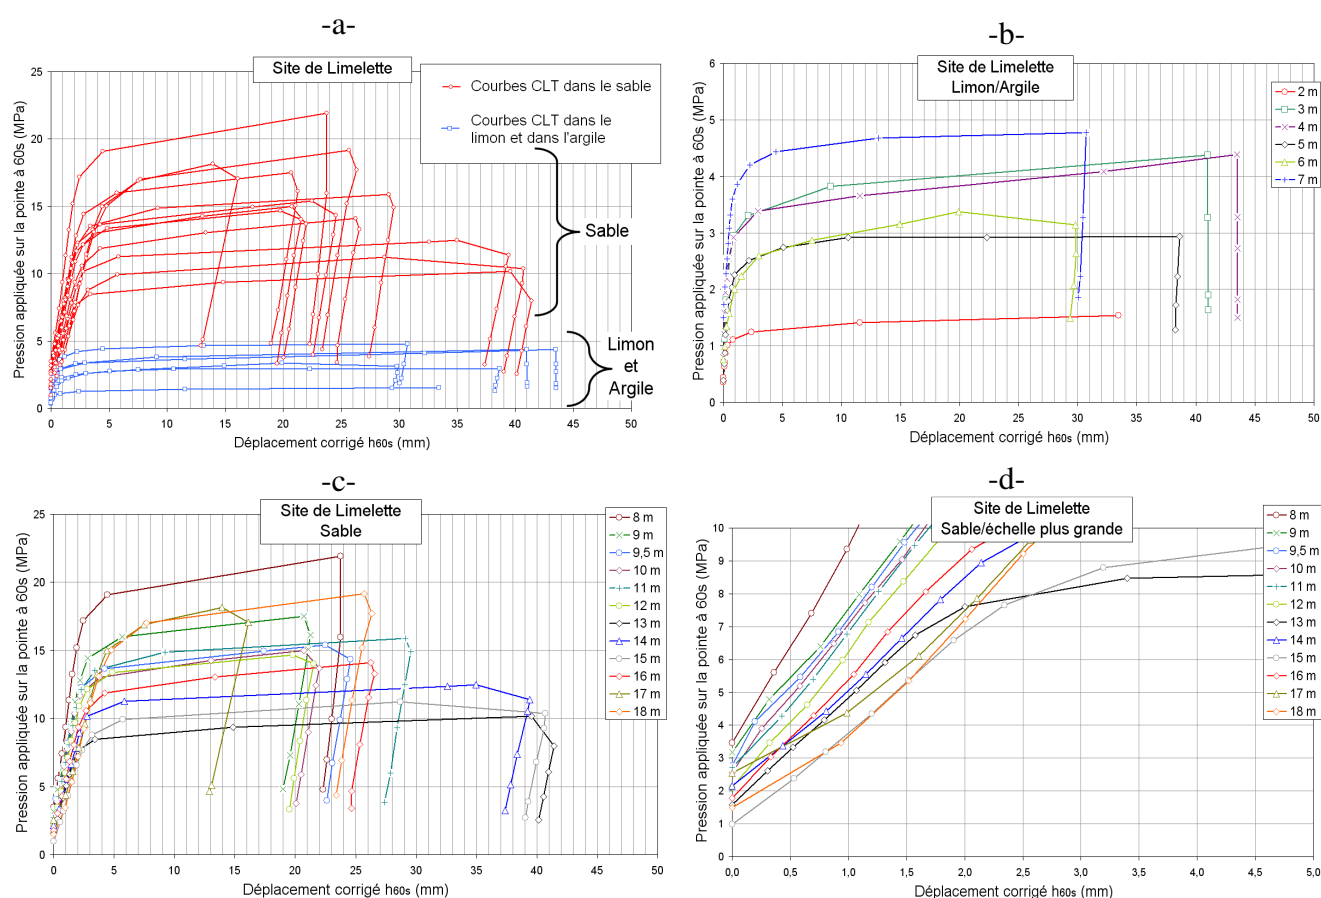 -a-
Site de Limelette
Courbes CLT dans le sable
Courbes CLT dans le
limon et dans l'argile
Sable
Limon
et
Argile
Pression appliquée sur la pointe à 60s (MPa)
25
20
15
10
5
0
0 5 10 15 20 25 30 35 40 45 50
Déplacement corrigé h60s (mm)
-b-
Site de Limelette
Limon/Argile
2 m
3 m
4 m
5 m
6 m
7 m
Pression appliquée sur la pointe à 60s (MPa)
6
5
4
3
2
1
0
0 5 10 15 20 25 30 35 40 45 50
Déplacement corrigé h60s (mm)
-c-
Site de Limelette
Sable
8 m
9 m
9,5 m
10 m
11 m
12 m
13 m
14 m
15 m
16 m
17 m
18 m
Pression appliquée sur la pointe à 60s (MPa)
25
20
15
10
5
0
0 5 10 15 20 25 30 35 40 45 50
Déplacement corrigé h60s (mm)
-d-
Site de Limelette
Sable/échelle plus grande
8 m
9 m
9,5 m
10 m
11 m
12 m
13 m
14 m
15 m
16 m
17 m
18 m
Pression appliquée sur la pointe à 60s (MPa)
10
9
8
7
6
5
4
3
2
1
0
0,0 0,5 1,0 1,5 2,0 2,5 3,0 3,5 4,0 4,5 5,0
Déplacement corrigé h60s (mm)